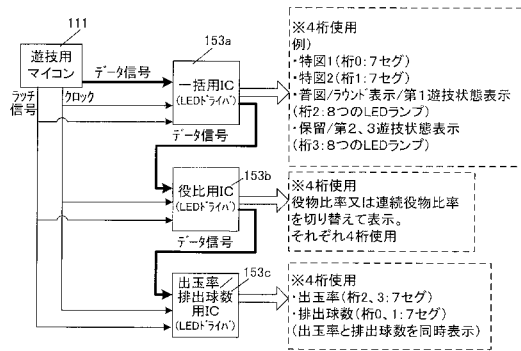 111
遊技用
マイコン
ラッチ
信号
クロック
データ信号
153a
一括用IC
(LEDドライバ)
データ信号
※4桁使用
例)
・特図1(桁0:7セグ)
・特図2(桁1:7セグ)
・普図/ラウンド表示/第1遊技状態表示
(桁2:8つのLEDランプ)
・保留/第2、3遊技状態表示
(桁3:8つのLEDランプ)
153b
役比用IC
(LEDドライバ)
データ信号
※4桁使用
役物比率又は連続役物比率
を切り替えて表示。
それぞれ4桁使用
153c
出玉率
排出球数
用IC
(LEDドライバ)
※4桁使用
・出玉率(桁2、3:7セグ)
・排出球数(桁0、1:7セグ)
(出玉率と排出球数を同時表示)